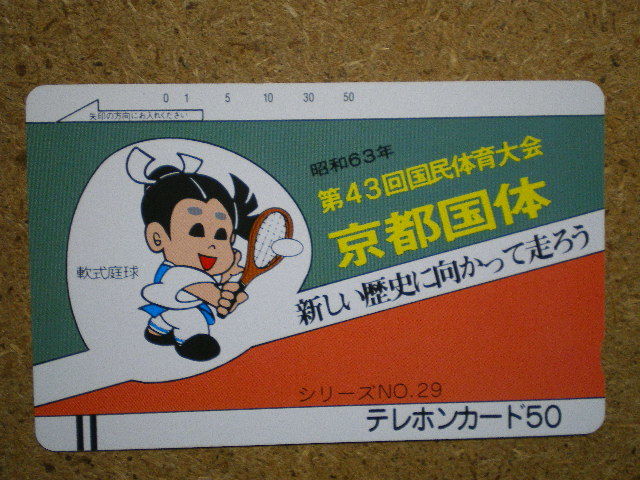 0 1 5 10 30 50
矢印の方向にお入れください
昭和63年
第43回国民体育大会
京都国体
新しい歴史に向かって走ろう
軟式庭球
シリーズNO.29
テレホンカード50